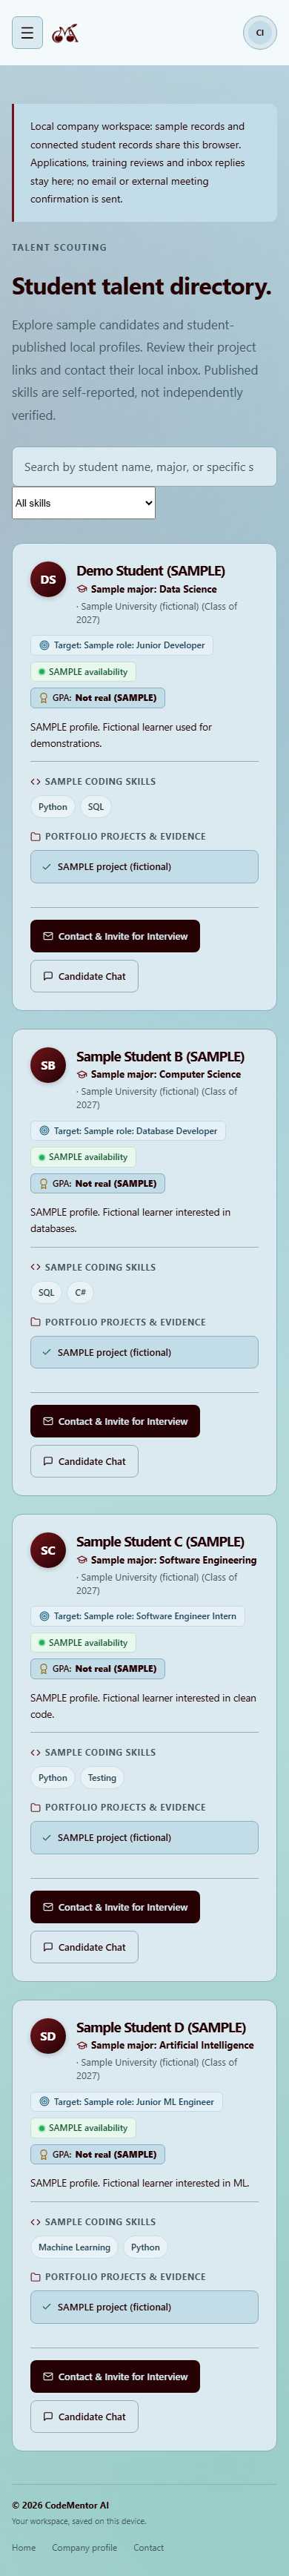 CI
Local company workspace: sample records and
connected student records share this browser.
Applications, training reviews and inbox replies
stay here; no email or external meeting
confirmation is sent.
TALENT SCOUTING
Student talent directory.
Explore sample candidates and student-
published local profiles. Review their project
links and contact their local inbox. Published
skills are self-reported, not independently
verified.
Search by student name, major, or specific s
All skills
DS
Demo Student (SAMPLE)
Sample major: Data Science
· Sample University (fictional) (Class of
2027)
Target: Sample role: Junior Developer
SAMPLE availability
GPA: Not real (SAMPLE)
SAMPLE profile. Fictional learner used for
demonstrations.
SAMPLE CODING SKILLS
Python SQL
PORTFOLIO PROJECTS & EVIDENCE
SAMPLE project (fictional)
Contact & Invite for Interview
Candidate Chat
SB
Sample Student B (SAMPLE)
Sample major: Computer Science
· Sample University (fictional) (Class of
2027)
Target: Sample role: Database Developer
SAMPLE availability
GPA: Not real (SAMPLE)
SAMPLE profile. Fictional learner interested in
databases.
SAMPLE CODING SKILLS
SQL C#
PORTFOLIO PROJECTS & EVIDENCE
SAMPLE project (fictional)
Contact & Invite for Interview
Candidate Chat
SC
Sample Student C (SAMPLE)
Sample major: Software Engineering
· Sample University (fictional) (Class of
2027)
Target: Sample role: Software Engineer Intern
SAMPLE availability
GPA: Not real (SAMPLE)
SAMPLE profile. Fictional learner interested in clean
code.
SAMPLE CODING SKILLS
Python Testing
PORTFOLIO PROJECTS & EVIDENCE
SAMPLE project (fictional)
Contact & Invite for Interview
Candidate Chat
SD
Sample Student D (SAMPLE)
Sample major: Artificial Intelligence
· Sample University (fictional) (Class of
2027)
Target: Sample role: Junior ML Engineer
SAMPLE availability
GPA: Not real (SAMPLE)
SAMPLE profile. Fictional learner interested in ML.
SAMPLE CODING SKILLS
Machine Learning Python
PORTFOLIO PROJECTS & EVIDENCE
SAMPLE project (fictional)
Contact & Invite for Interview
Candidate Chat
© 2026 CodeMentor AI
Your workspace, saved on this device.
Home Company profile Contact